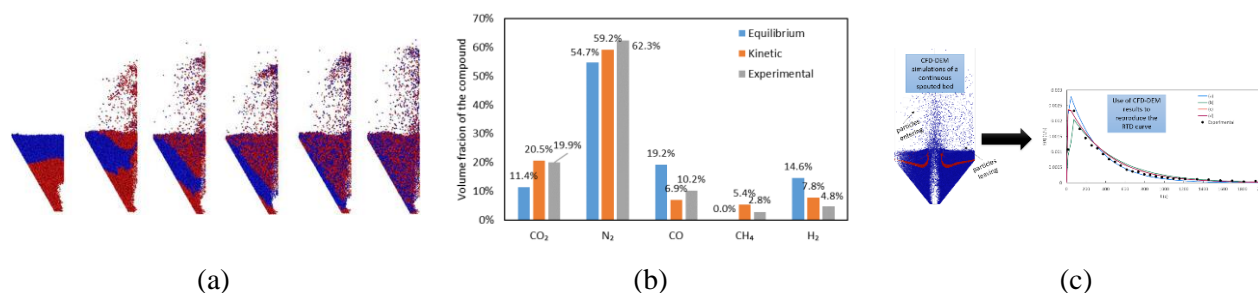 70%
60%
50%
40%
30%
20%
10%
0%
Volume fraction of the compound
11.4%
20.5%
19.9%
54.7%
59.2%
62.3%
19.2%
6.9%
10.2%
0.0%
5.4%
2.8%
14.6%
7.8%
4.8%
CO₂
N₂
CO
CH₄
H₂
Equilibrium
Kinetic
Experimental
CFD-DEM
simulations of a
continuous
spouted bed
particles
entering
particles
leaving
Use of CFD-DEM
results to
reproduce the
RTD curve
Experimental
(a)
(b)
(c)